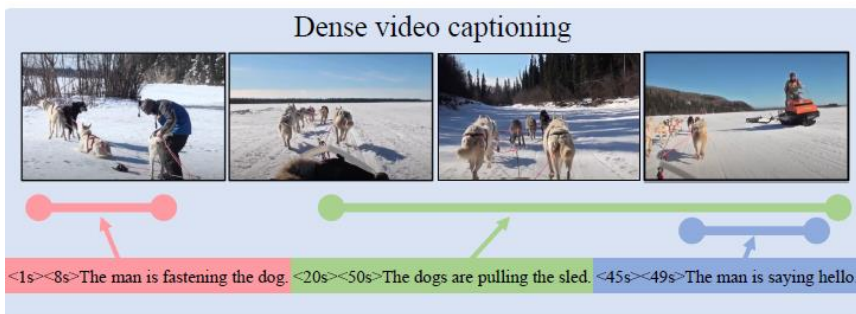 Dense video captioning
<1s><8s>The man is fastening the dog. <20s><50s>The dogs are pulling the sled. <45s><49s>The man is saying hello.